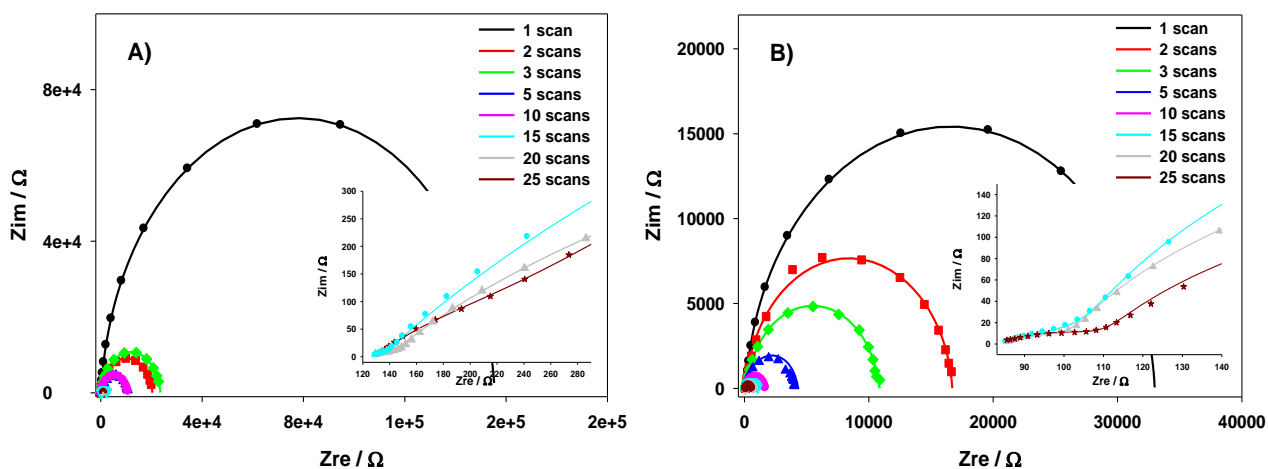 A)
1 scan
2 scans
3 scans
5 scans
10 scans
15 scans
20 scans
25 scans
Zim / Ω
8e+4
4e+4
0
0 4e+4 8e+4 1e+5 2e+5 2e+5
Zre / Ω
Zim / Ω
300
250
200
150
100
50
0
120 140 160 180 200 220 240 260 280
Zre / Ω
B)
1 scan
2 scans
3 scans
5 scans
10 scans
15 scans
20 scans
25 scans
Zim / Ω
20000
15000
10000
5000
0
0 10000 20000 30000 40000
Zre / Ω
Zim / Ω
140
120
100
80
60
40
20
0
90 100 110 120 130 140
Zre / Ω